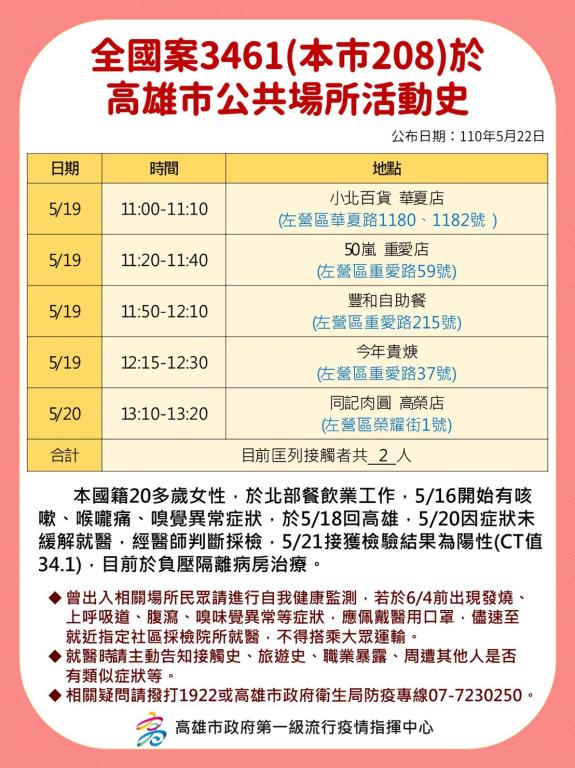 全國案3461(本市208)於
高雄市公共場所活動史
公布日期：110年5月22日
日期 時間 地點
5/19 11:00-11:10 小北百貨 華夏店
(左營區華夏路1180、1182號 )
5/19 11:20-11:40 50嵐 重愛店
(左營區重愛路59號)
5/19 11:50-12:10 豐和自助餐
(左營區重愛路215號)
5/19 12:15-12:30 今年貴焿
(左營區重愛路37號)
5/20 13:10-13:20 同記肉圓 高榮店
(左營區榮耀街1號)
合計 目前匡列接觸者共 2 人
本國籍20多歲女性，於北部餐飲業工作，5/16開始有咳
嗽、喉嚨痛、嗅覺異常症狀，於5/18回高雄，5/20因症狀未
緩解就醫，經醫師判斷採檢，5/21接獲檢驗結果為陽性(CT值
34.1)，目前於負壓隔離病房治療。
◆曾出入相關場所民眾請進行自我健康監測，若於6/4前出現發燒、
上呼吸道、腹瀉、嗅味覺異常等症狀，應佩戴醫用口罩，儘速至
就近指定社區採檢院所就醫，不得搭乘大眾運輸。
◆就醫時請主動告知接觸史、旅遊史、職業暴露、周遭其他人是否
有類似症狀等。
◆相關疑問請撥打1922或高雄市政府衛生局防疫專線07-7230250。
高雄市政府第一級流行疫情指揮中心